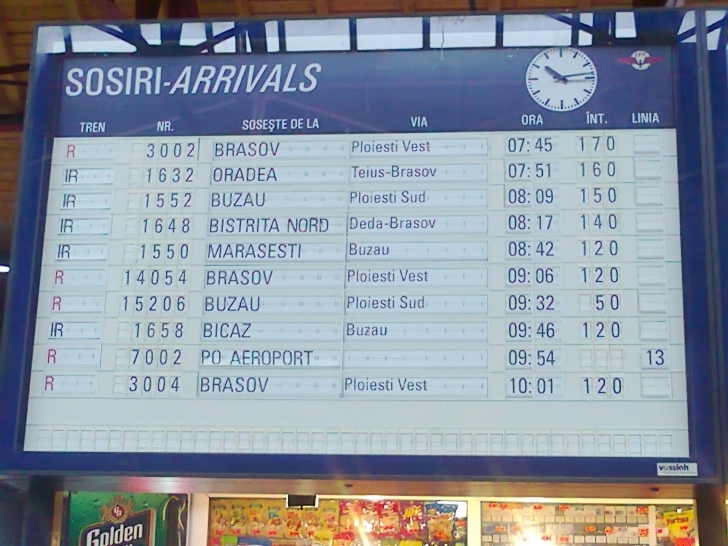 SOSIRI-ARRIVALS
TREN NR. SOSEŞTE DE LA VIA ORA ÎNT. LINIA
R 3002 BRASOV Ploiesti Vest 07:45 170
IR 1632 ORADEA Teius-Brasov 07:51 160
IR 1552 BUZAU Ploiesti Sud 08:09 150
IR 1648 BISTRITA NORD Deda-Brasov 08:17 140
IR 1550 MARASESTI Buzau 08:42 120
R 14054 BRASOV Ploiesti Vest 09:06 120
R 15206 BUZAU Ploiesti Sud 09:32 50
IR 1658 BICAZ Buzau 09:46 120
R 7002 PO AEROPORT 09:54 13
R 3004 BRASOV Ploiesti Vest 10:01 120
vossloh
Golden